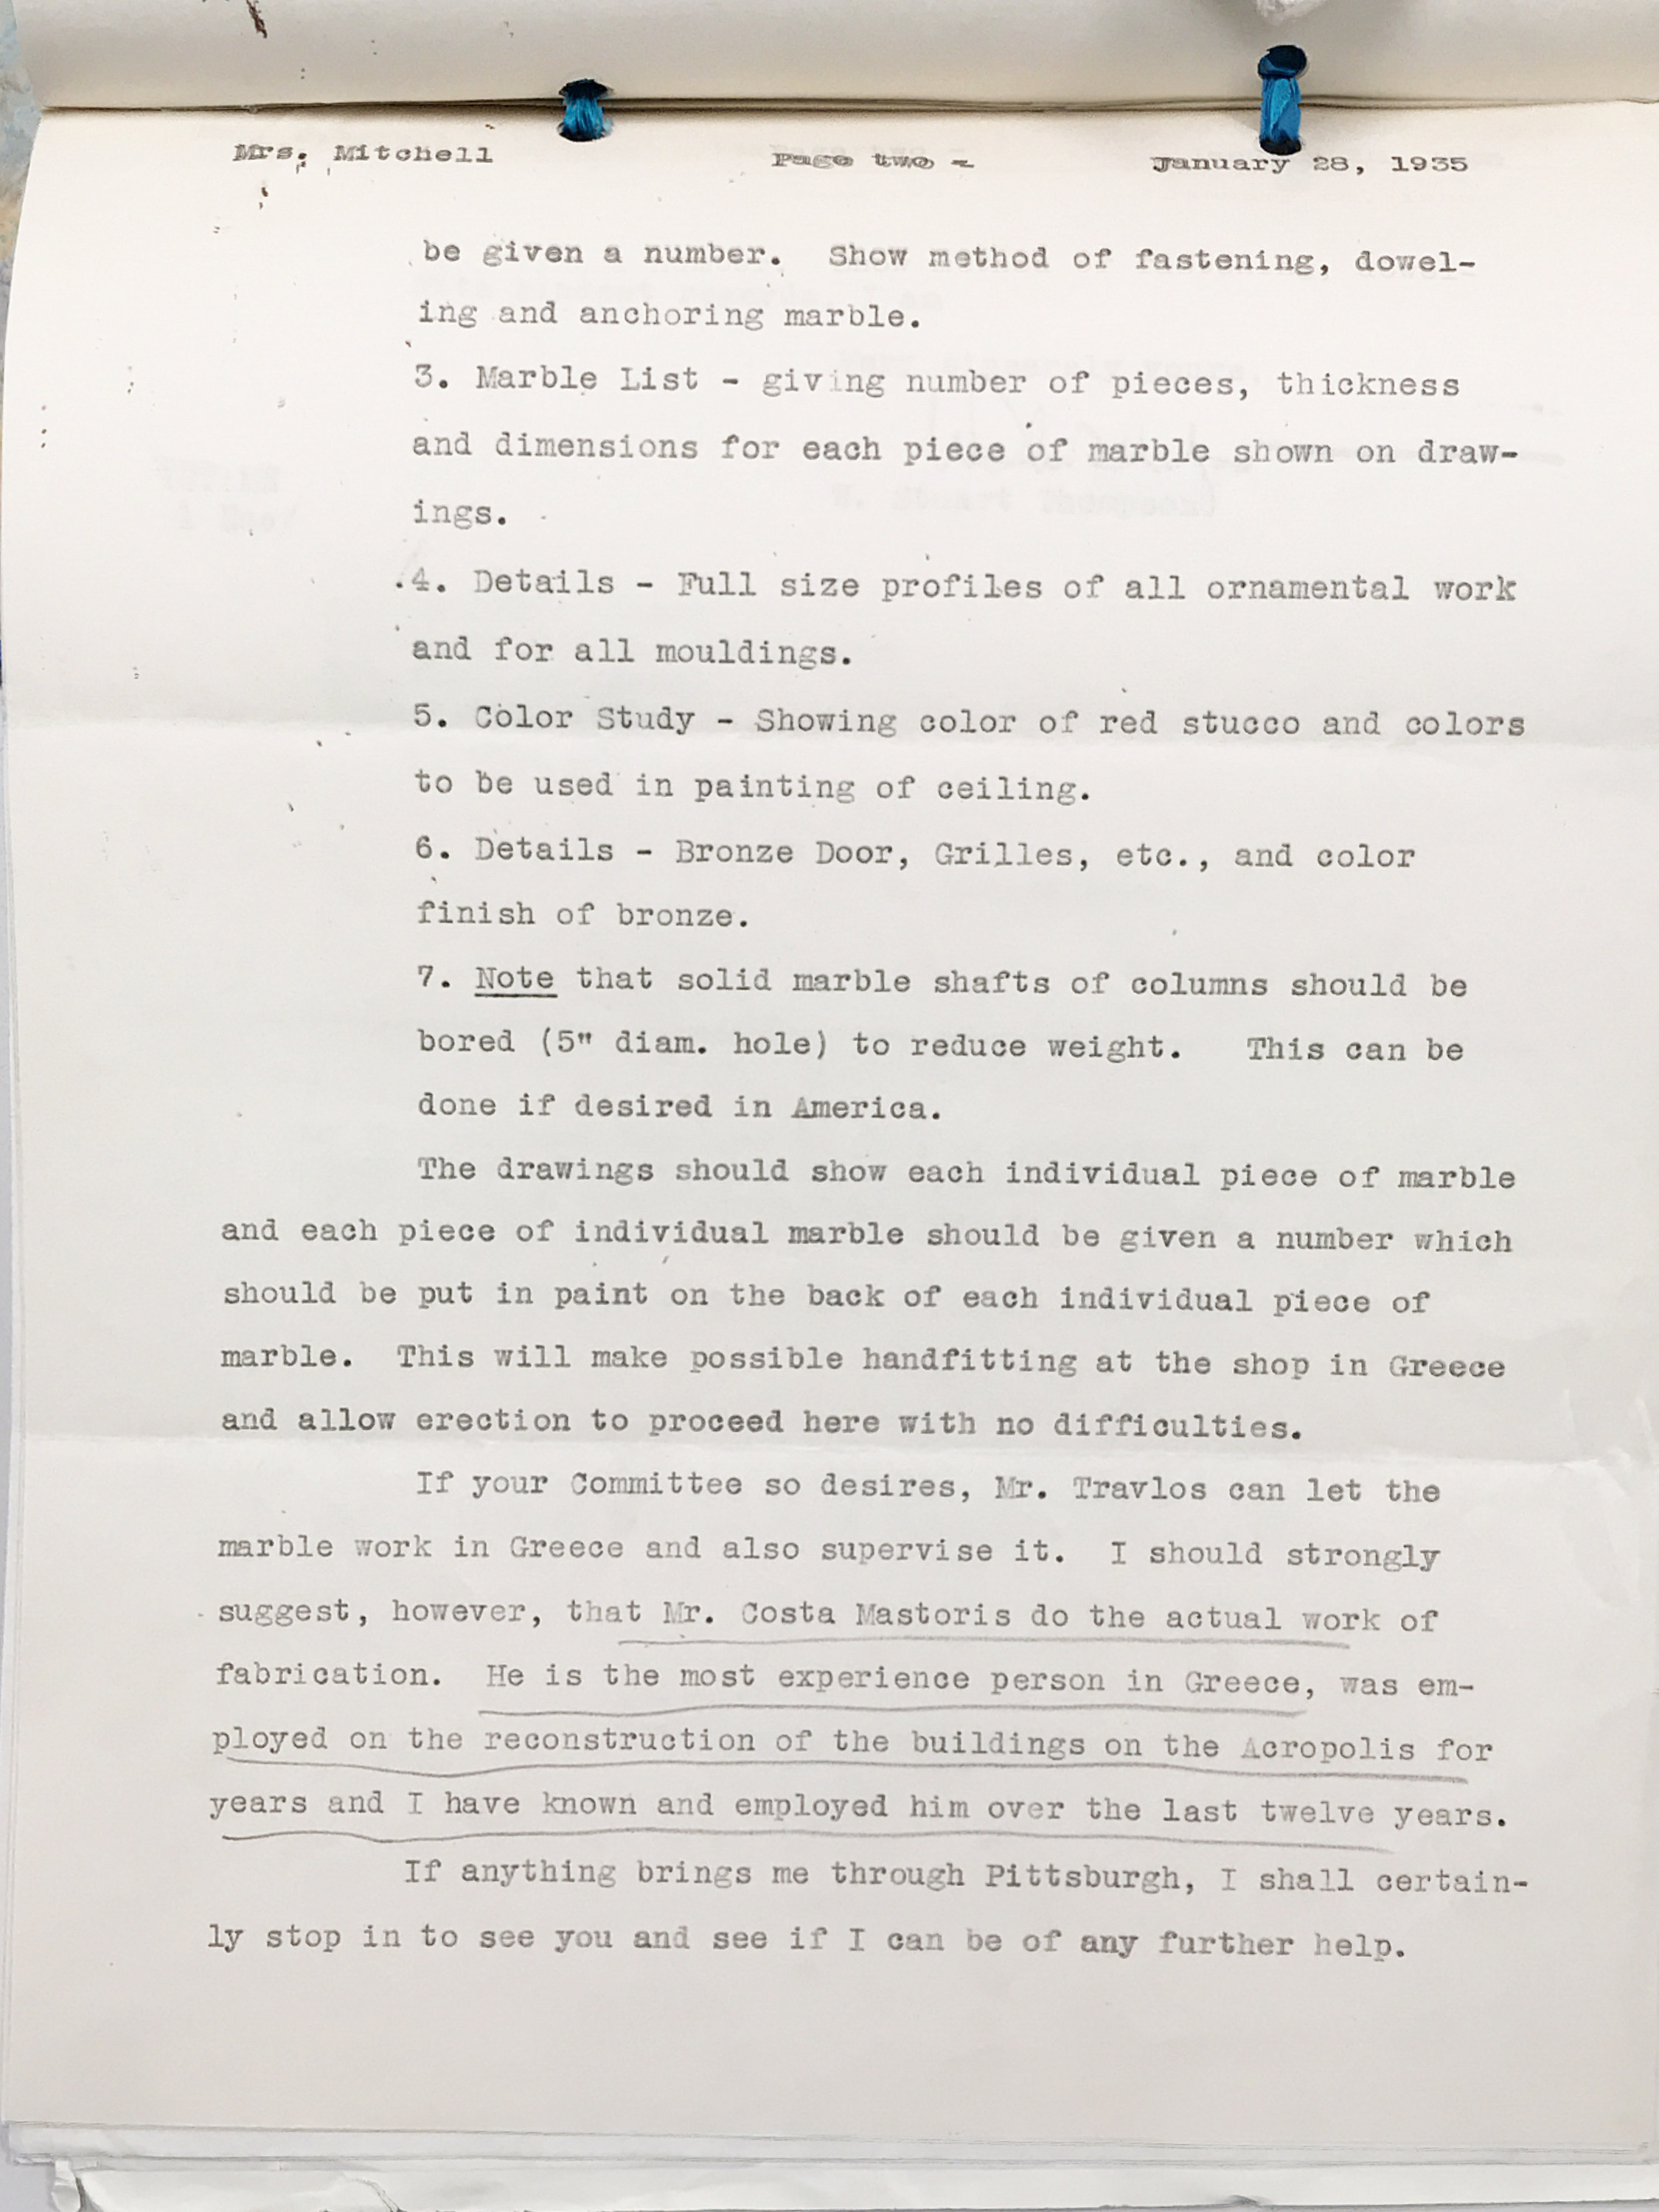 Mrs. Mitchell Page two - January 28, 1935
be given a number. Show method of fastening, dowel-
ing and anchoring marble.
3. Marble List - giving number of pieces, thickness
and dimensions for each piece of marble shown on draw-
ings.
4. Details - Full size profiles of all ornamental work
and for all mouldings.
5. Color Study - Showing color of red stucco and colors
to be used in painting of ceiling.
6. Details - Bronze Door, Grilles, etc., and color
finish of bronze.
7. Note that solid marble shafts of columns should be
bored (5" diam. hole) to reduce weight. This can be
done if desired in America.
The drawings should show each individual piece of marble
and each piece of individual marble should be given a number which
should be put in paint on the back of each individual piece of
marble. This will make possible handfitting at the shop in Greece
and allow erection to proceed here with no difficulties.
If your Committee so desires, Mr. Travlos can let the
marble work in Greece and also supervise it. I should strongly
suggest, however, that Mr. Costa Mastoris do the actual work of
fabrication. He is the most experience person in Greece, was em-
ployed on the reconstruction of the buildings on the Acropolis for
years and I have known and employed him over the last twelve years.
If anything brings me through Pittsburgh, I shall certain-
ly stop in to see you and see if I can be of any further help.